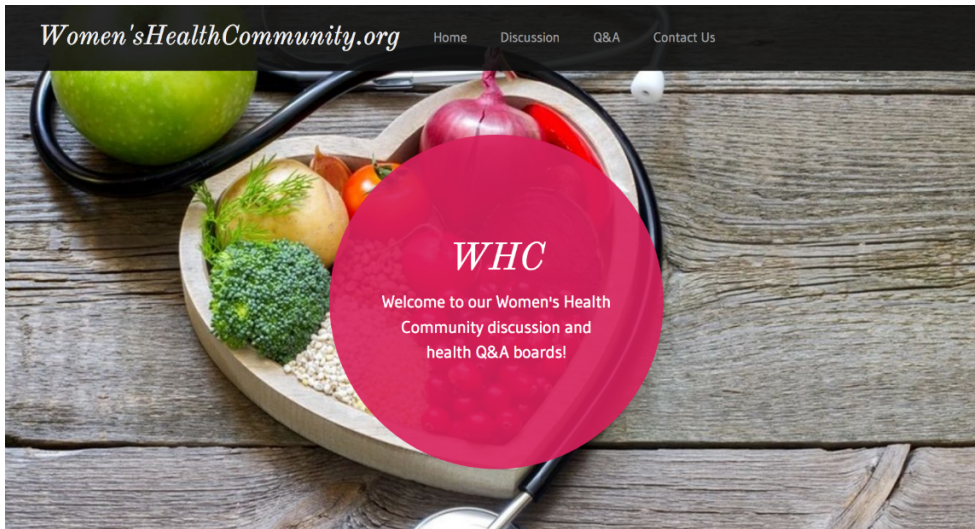 Women'sHealthCommunity.org
Home Discussion Q&A Contact Us
WHC
Welcome to our Women's Health
Community discussion and
health Q&A boards!